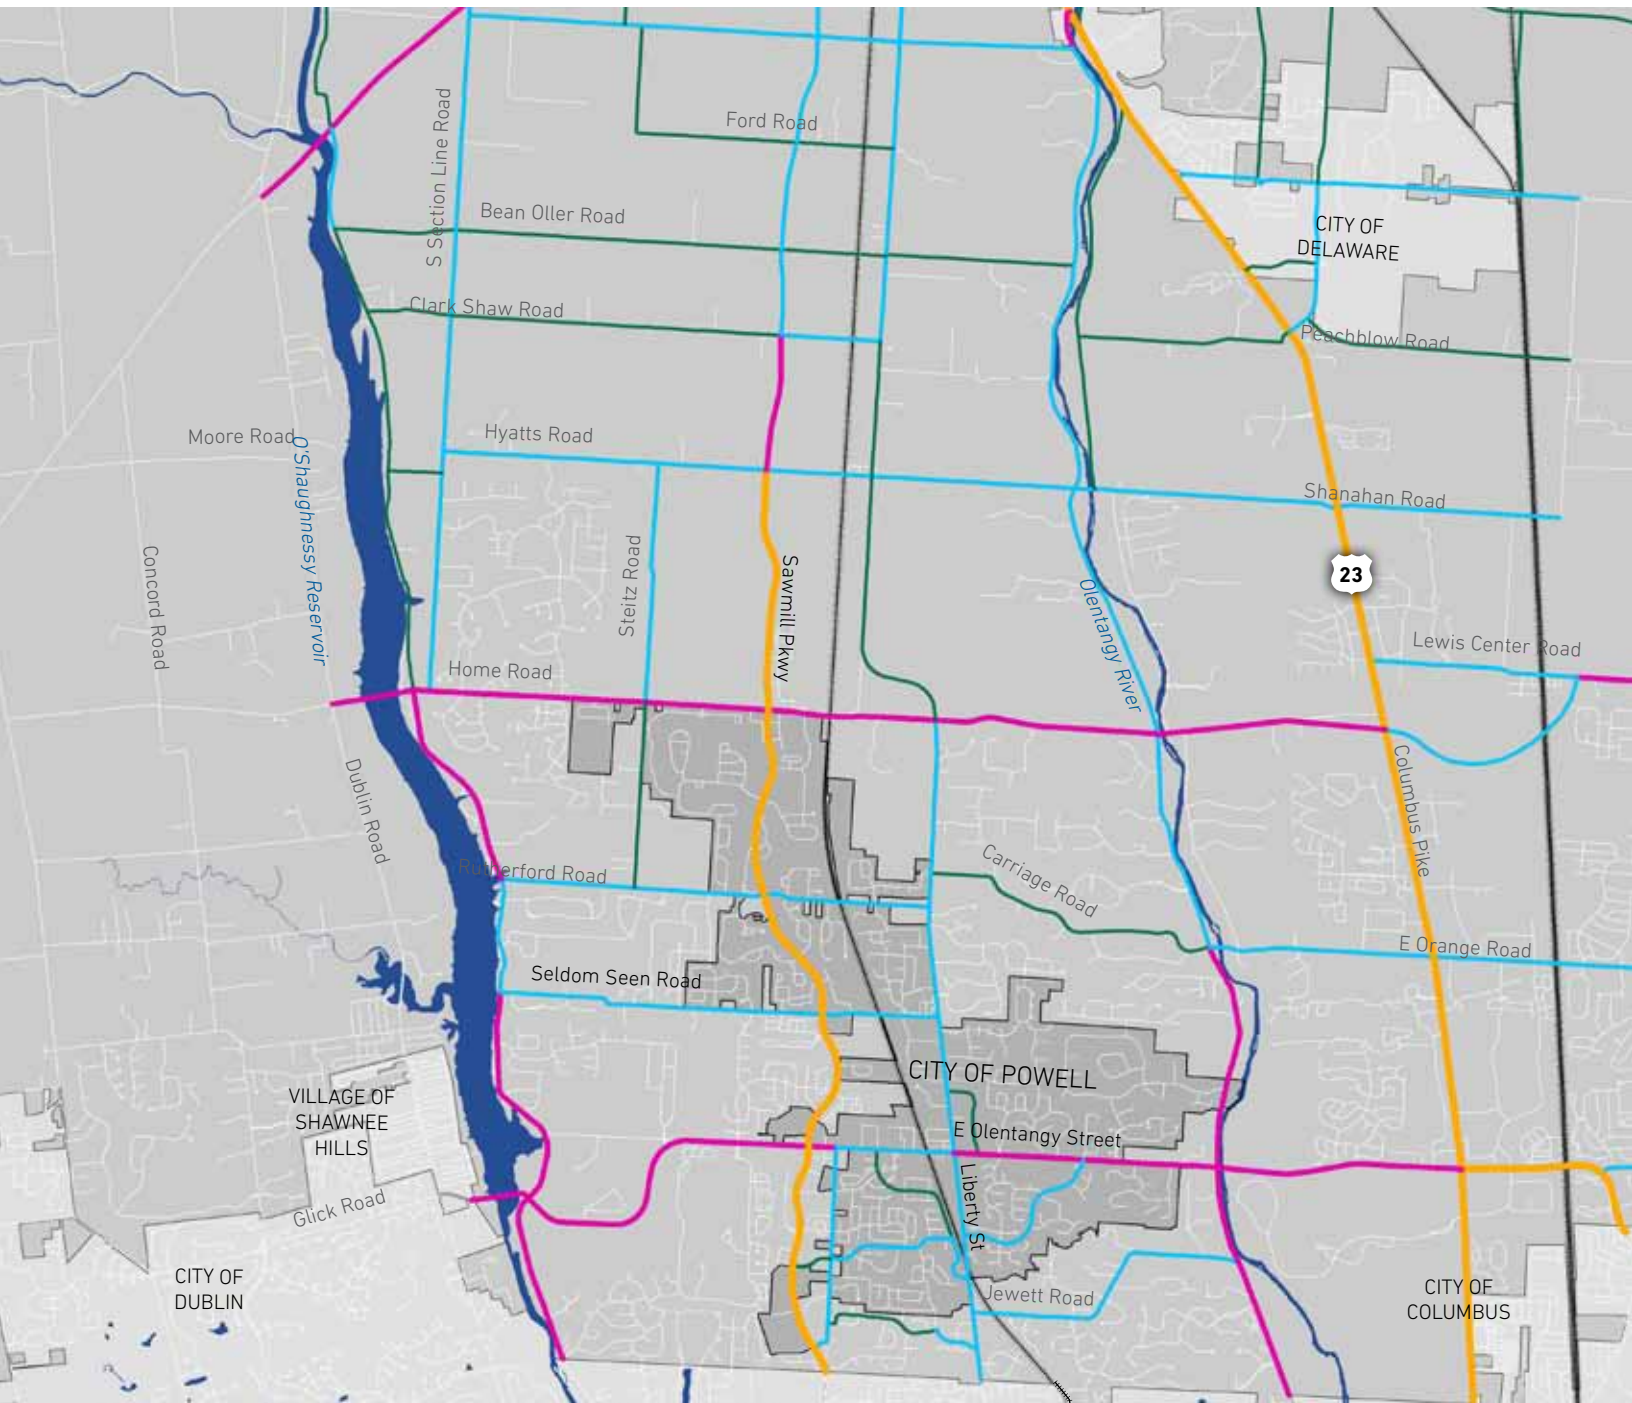 S Section Line Road
Ford Road
Bean Oller Road
CITY OF
DELAWARE
Clark Shaw Road
Peachblow Road
Moore Road
Hyatts Road
O'Shaughnessy Reservoir
Shanahan Road
Concord Road
Steitz Road
Sawmill Pkwy
23
Olentangy River
Lewis Center Road
Home Road
Dublin Road
Columbus Pike
Rutherford Road
Carriage Road
E Orange Road
Seldom Seen Road
CITY OF POWELL
VILLAGE OF
SHAWNEE
HILLS
E Olentangy Street
Liberty St
Glick Road
CITY OF
DUBLIN
Jewett Road
CITY OF
COLUMBUS